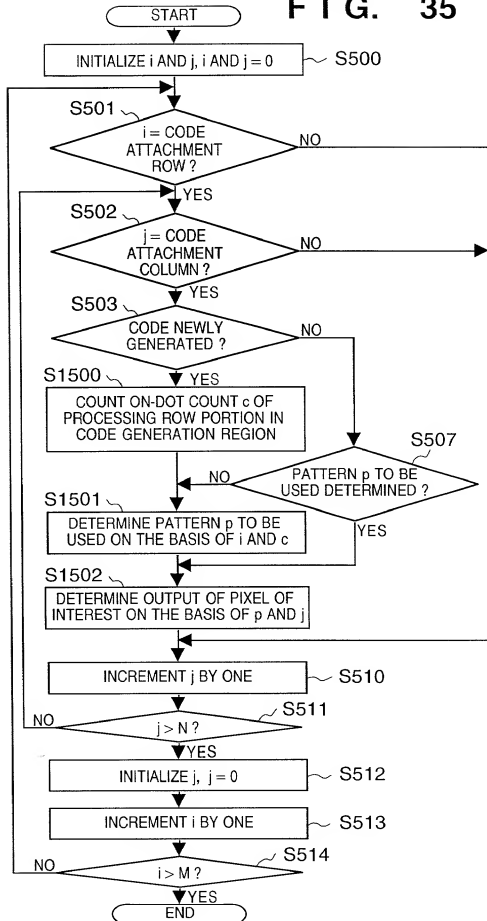 FIG. 35
START
INITIALIZE i AND j, i AND j = 0
S500
S501
i = CODE
ATTACHMENT
ROW ?
NO
YES
S502
j = CODE
ATTACHMENT
COLUMN ?
NO
YES
S503
CODE NEWLY
GENERATED ?
NO
YES
S1500
COUNT ON-DOT COUNT c OF
PROCESSING ROW PORTION IN
CODE GENERATION REGION
S507
PATTERN p TO BE
USED DETERMINED ?
NO
YES
S1501
DETERMINE PATTERN p TO BE
USED ON THE BASIS OF i AND c
S1502
DETERMINE OUTPUT OF PIXEL OF
INTEREST ON THE BASIS OF p AND j
INCREMENT j BY ONE
S510
S511
j > N ?
NO
YES
INITIALIZE j, j = 0
S512
INCREMENT i BY ONE
S513
S514
i > M ?
NO
YES
END